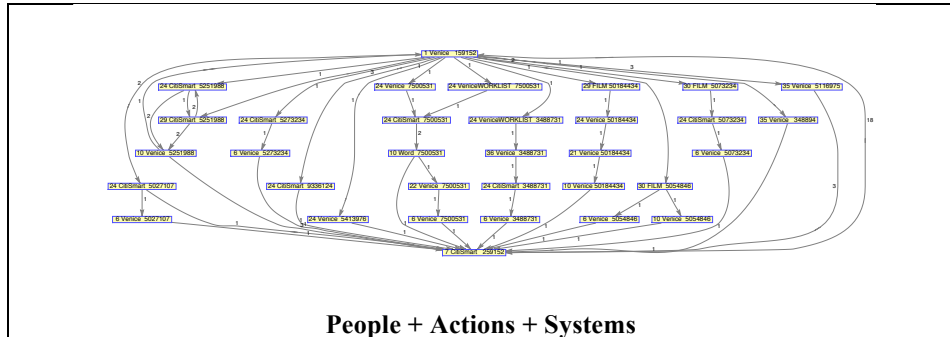 1 Venice 159152
24 CitiSmart 5251988
24 Venice 7500531
24 VeniceWORKLIST 7500531
29 FILM 50184434
30 FILM 5073234
35 Venice 5116975
29 CitiSmart 5251988
24 CitiSmart 5273234
24 CitiSmart 7500531
24 VeniceWORKLIST 3488731
24 Venice 50184434
24 CitiSmart 5073234
35 Venice 348894
10 Venice 5251988
6 Venice 5273234
10 Word 7500531
36 Venice 3488731
21 Venice 50184434
6 Venice 5073234
24 CitiSmart 5027107
24 CitiSmart 9336124
22 Venice 7500531
24 CitiSmart 3488731
10 Venice 50184434
30 FILM 5054846
6 Venice 5027107
24 Venice 5413976
6 Venice 7500531
6 Venice 3488731
6 Venice 5054846
10 Venice 5054846
7 CitiSmart 259152
18
People + Actions + Systems